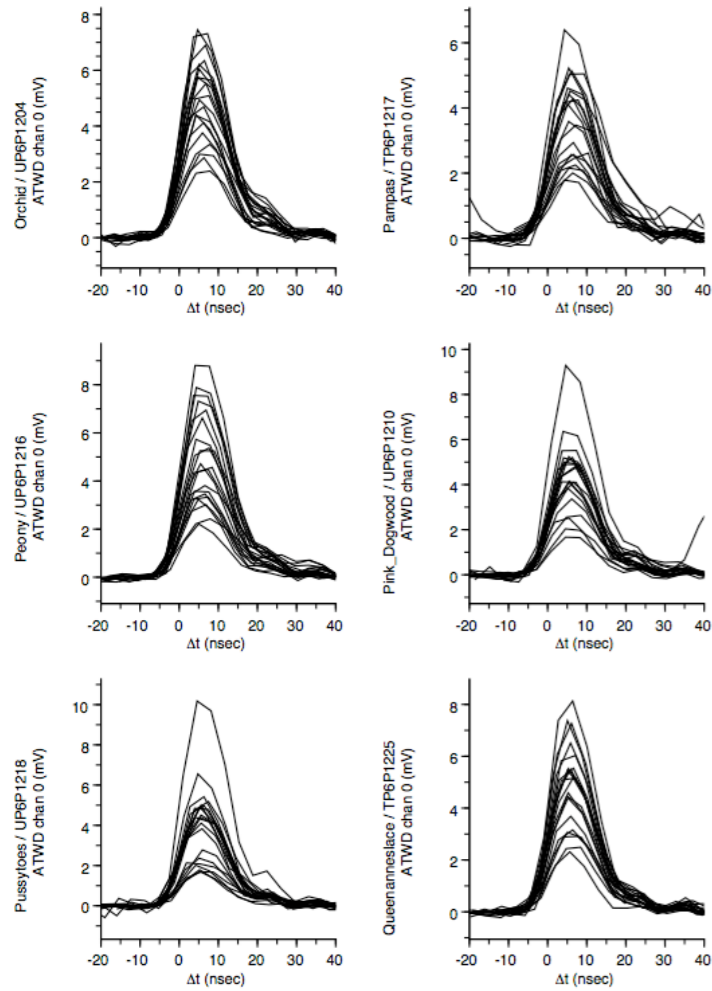 Orchid / UP6P1204
ATWD chan 0 (mV)
8
6
4
2
0
-20 -10 0 10 20 30 40
Δt (nsec)
Pampas / TP6P1217
ATWD chan 0 (mV)
6
4
2
0
-20 -10 0 10 20 30 40
Δt (nsec)
Peony / UP6P1216
ATWD chan 0 (mV)
8
6
4
2
0
-20 -10 0 10 20 30 40
Δt (nsec)
Pink_Dogwood / UP6P1210
ATWD chan 0 (mV)
10
8
6
4
2
0
-20 -10 0 10 20 30 40
Δt (nsec)
Pussytoes / UP6P1218
ATWD chan 0 (mV)
10
8
6
4
2
0
-20 -10 0 10 20 30 40
Δt (nsec)
Queenanneslace / TP6P1225
ATWD chan 0 (mV)
8
6
4
2
0
-20 -10 0 10 20 30 40
Δt (nsec)